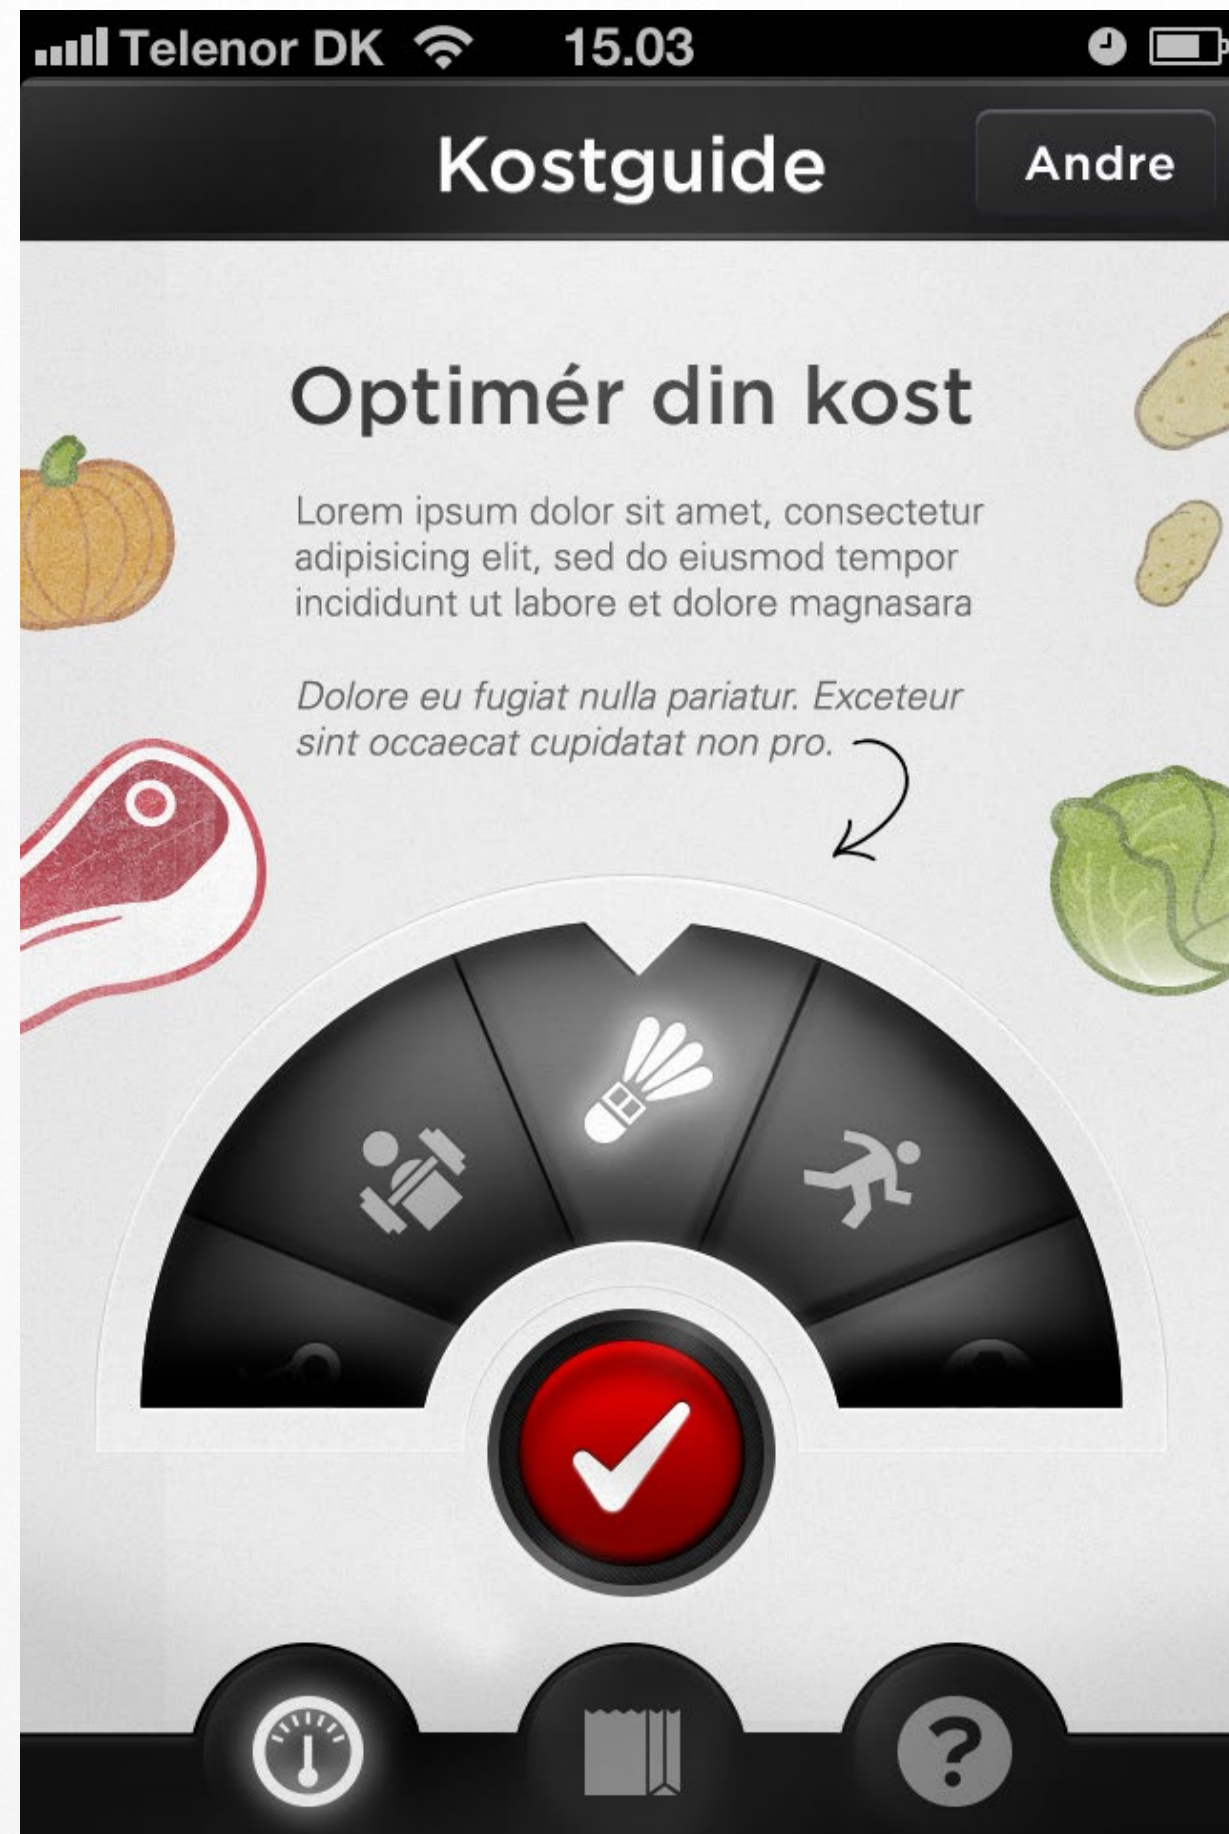 Telenor DK 15.03
Kostguide
Andre
Optimér din kost
Lorem ipsum dolor sit amet, consectetur
adipisicing elit, sed do eiusmod tempor
incididunt ut labore et dolore magnasara
Dolore eu fugiat nulla pariatur. Exceteur
sint occaecat cupidatat non pro.
?